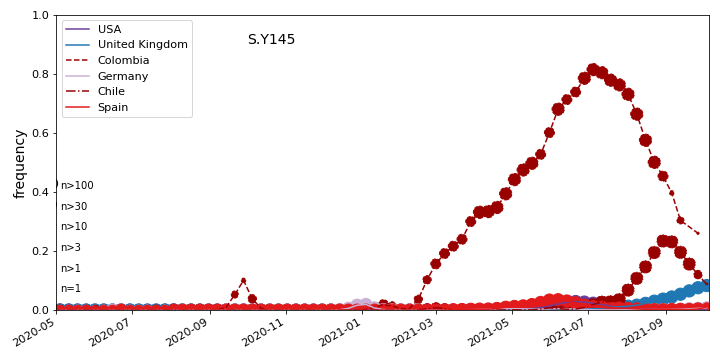 S.Y145
USA
United Kingdom
Colombia
Germany
Chile
Spain
frequency
1.0
0.8
0.6
0.4
0.2
0.0
n>100
n>30
n>10
n>3
n>1
n=1
2020-05
2020-07
2020-09
2020-11
2021-01
2021-03
2021-05
2021-07
2021-09